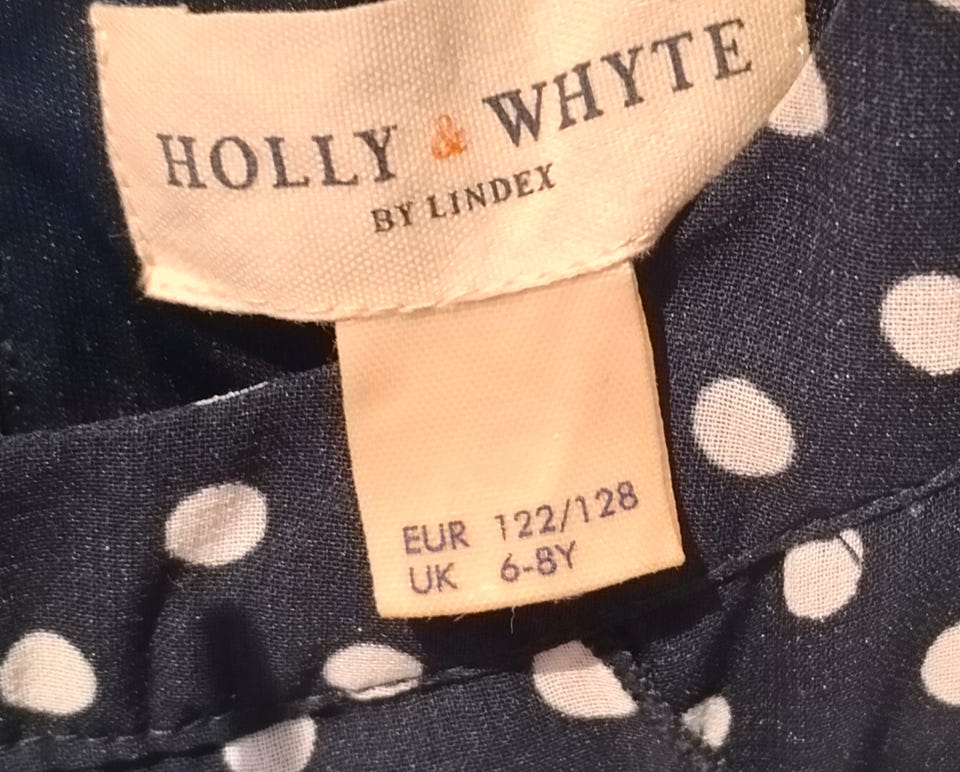 HOLLY & WHYTE
BY LINDEX
EUR 122/128
UK 6-8Y